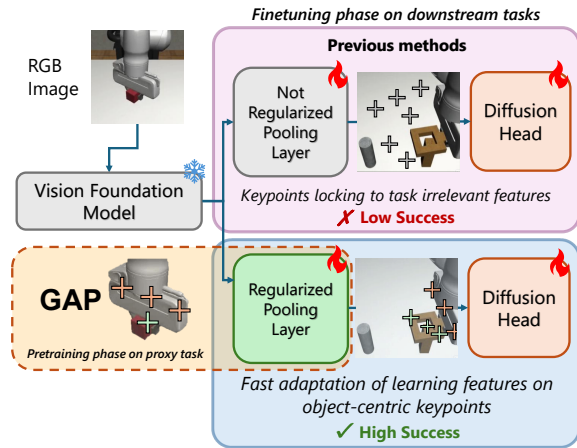 Finetuning phase on downstream tasks
Previous methods
RGB
Image
Not
Regularized
Pooling
Layer
Diffusion
Head
Vision Foundation
Model
Keypoints locking to task irrelevant features
✗ Low Success
GAP
Pretraining phase on proxy task
Regularized
Pooling
Layer
Diffusion
Head
Fast adaptation of learning features on
object-centric keypoints
✓ High Success